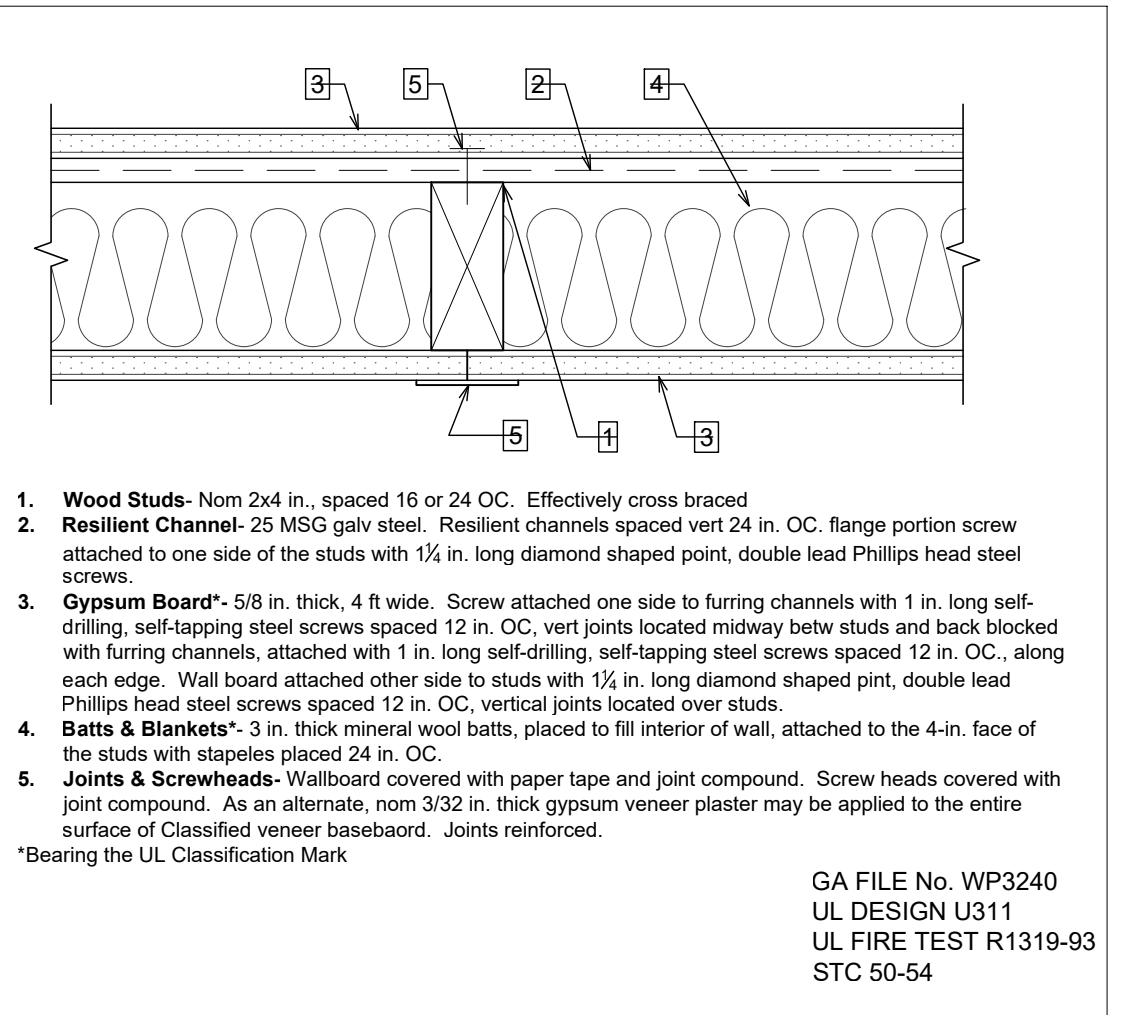 3 5 2 4
5 1 3
1. Wood Studs- Nom 2x4 in., spaced 16 or 24 OC. Effectively cross braced
2. Resilient Channel- 25 MSG galv steel. Resilient channels spaced vert 24 in. OC. flange portion screw
attached to one side of the studs with 1¼ in. long diamond shaped point, double lead Phillips head steel
screws.
3. Gypsum Board*- 5/8 in. thick, 4 ft wide. Screw attached one side to furring channels with 1 in. long self-
drilling, self-tapping steel screws spaced 12 in. OC, vert joints located midway betw studs and back blocked
with furring channels, attached with 1 in. long self-drilling, self-tapping steel screws spaced 12 in. OC., along
each edge. Wall board attached other side to studs with 1¼ in. long diamond shaped pint, double lead
Phillips head steel screws spaced 12 in. OC, vertical joints located over studs.
4. Batts & Blankets*- 3 in. thick mineral wool batts, placed to fill interior of wall, attached to the 4-in. face of
the studs with stapeles placed 24 in. OC.
5. Joints & Screwheads- Wallboard covered with paper tape and joint compound. Screw heads covered with
joint compound. As an alternate, nom 3/32 in. thick gypsum veneer plaster may be applied to the entire
surface of Classified veneer basebaord. Joints reinforced.
*Bearing the UL Classification Mark
GA FILE No. WP3240
UL DESIGN U311
UL FIRE TEST R1319-93
STC 50-54